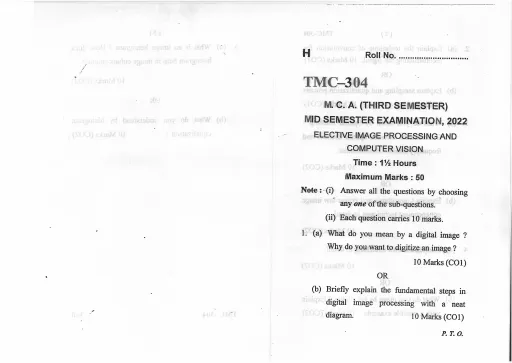 H
Roll No. ..............................
TMC–304
M. C. A. (THIRD SEMESTER)
MID SEMESTER EXAMINATION, 2022
ELECTIVE IMAGE PROCESSING AND
COMPUTER VISION
Time : 1½ Hours
Maximum Marks : 50
Note : (i) Answer all the questions by choosing
any one of the sub-questions.
(ii) Each question carries 10 marks.
1. (a) What do you mean by a digital image ?
Why do you want to digitize an image ?
10 Marks (CO1)
OR
(b) Briefly explain the fundamental steps in
digital image processing with a neat
diagram. 10 Marks (CO1)
P. T. O.